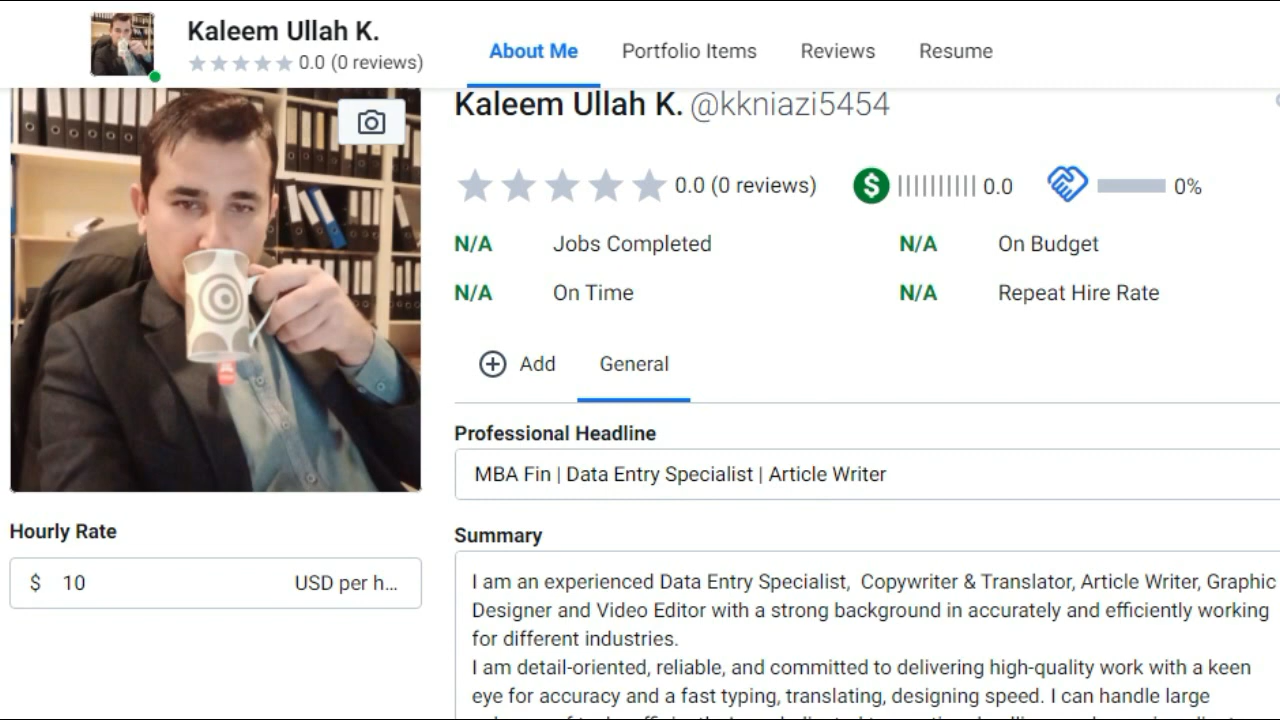 Kaleem Ullah K.
0.0 (0 reviews)
About Me
Portfolio Items
Reviews
Resume
Kaleem Ullah K. @kkniazi5454
0.0 (0 reviews)
$ 0.0
0%
N/A Jobs Completed
N/A On Budget
N/A On Time
N/A Repeat Hire Rate
Add
General
Professional Headline
MBA Fin | Data Entry Specialist | Article Writer
Hourly Rate
$ 10 USD per h...
Summary
I am an experienced Data Entry Specialist, Copywriter & Translator, Article Writer, Graphic
Designer and Video Editor with a strong background in accurately and efficiently working
for different industries.
I am detail-oriented, reliable, and committed to delivering high-quality work with a keen
eye for accuracy and a fast typing, translating, designing speed. I can handle large